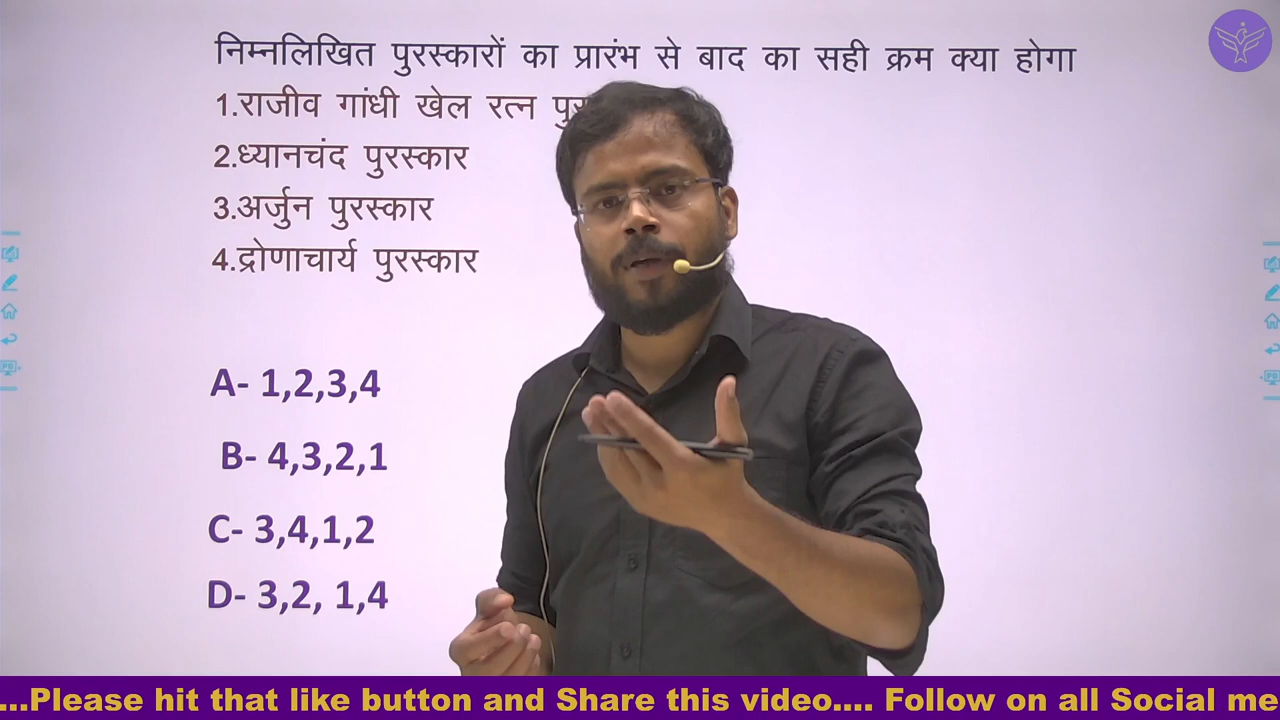 निम्नलिखित पुरस्कारों का प्रारंभ से बाद का सही क्रम क्या होगा
1.राजीव गांधी खेल रत्न
2.ध्यानचंद पुरस्कार
3.अर्जुन पुरस्कार
4.द्रोणाचार्य पुरस्कार
A- 1,2,3,4
B- 4,3,2,1
C- 3,4,1,2
D- 3,2, 1,4
...Please hit that like button and Share this video.... Follow on all Social me